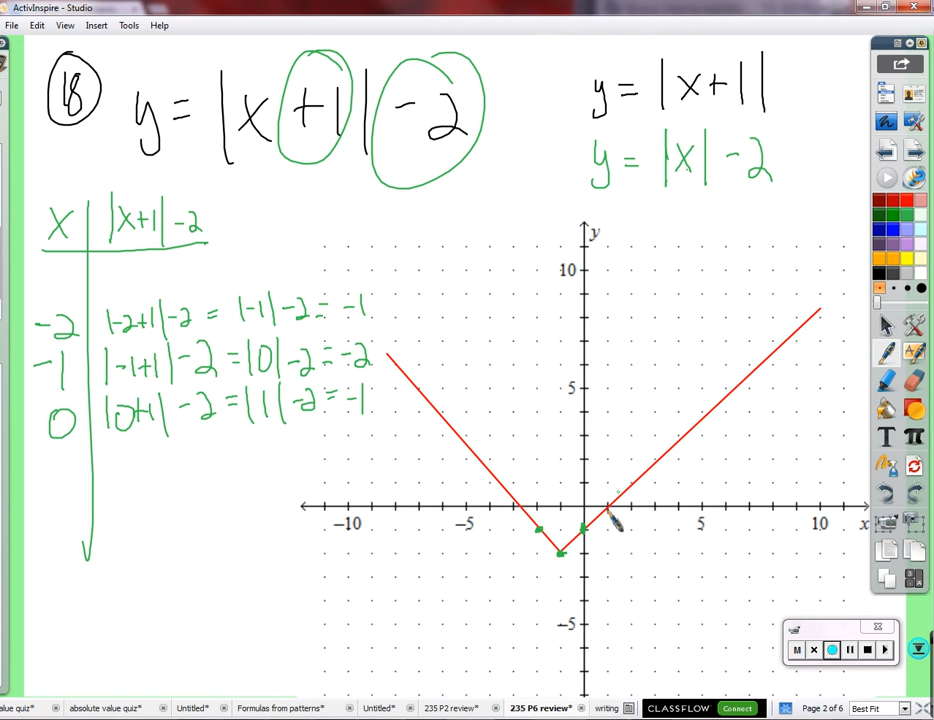 ActivInspire - Studio
File Edit View Insert Tools Help
18
y = |x+1| -2
y = |x+1|
y = |x| -2
x |x+1| -2
-2 |-2+1| -2 = |-1| -2 = -1
-1 |-1+1| -2 = |0| -2 = -2
0 |0+1| -2 = |1| -2 = -1
y
10
5
-10 -5 5 10 x
-5
M
alue quiz* absolute value quiz* Untitled* Formulas from patterns* Untitled* 235 P2 review* 235 P6 review* writing CLASSFLOW Connect Page 2 of 6 Best Fit